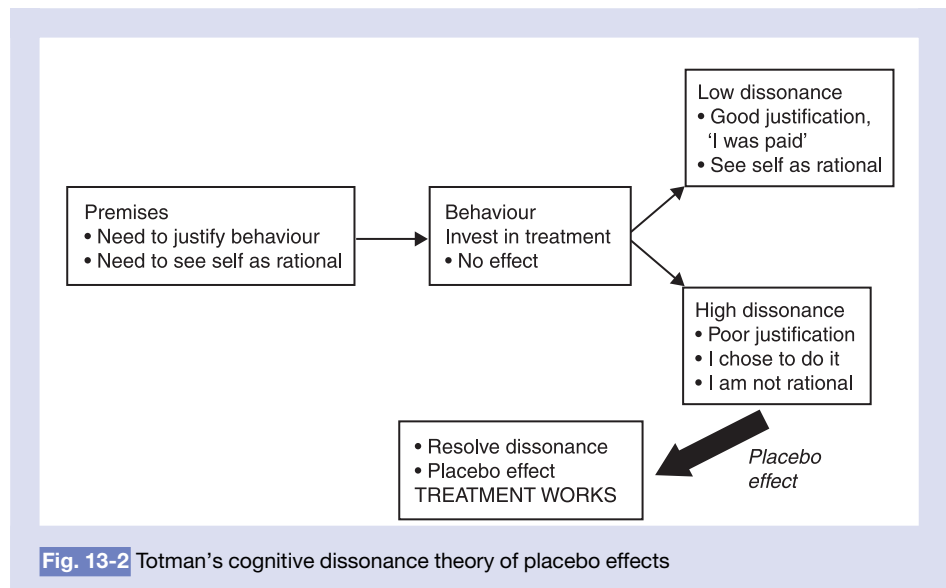 Low dissonance
• Good justification,
‘I was paid’
• See self as rational
Premises
• Need to justify behaviour
• Need to see self as rational
Behaviour
Invest in treatment
• No effect
High dissonance
• Poor justification
• I chose to do it
• I am not rational
Placebo
effect
• Resolve dissonance
• Placebo effect
TREATMENT WORKS
Fig. 13-2 Totman’s cognitive dissonance theory of placebo effects